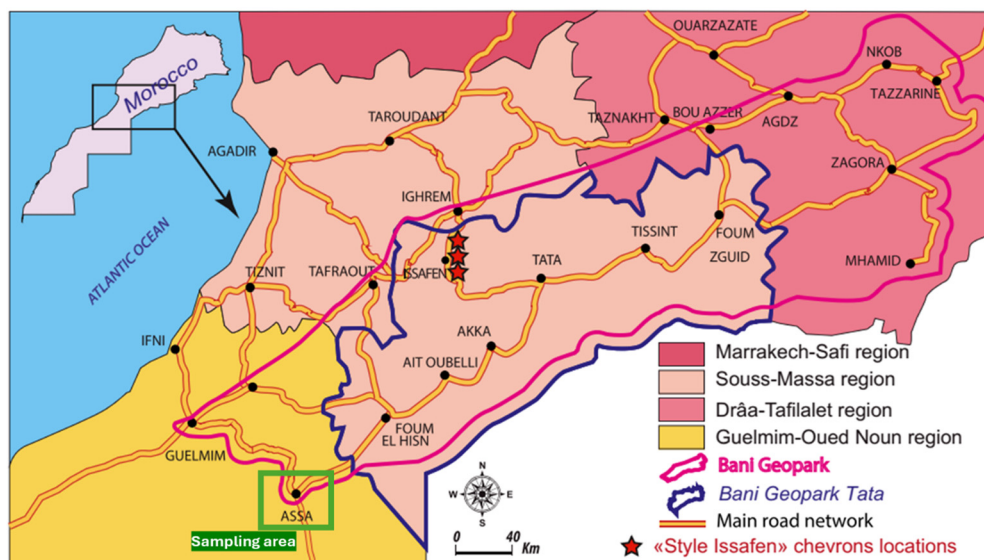 OUARZAZATE
NKOB
Morocco
TAZZARINE
TAROUDANT
TAZNAKHT
BOU AZZER
AGDZ
AGADIR
ZAGORA
IGHREM
ATLANTIC OCEAN
TISSINT
FOUM
ZGUID
TIZNIT
TAFRAOUT
ISSAFEN
TATA
MHAMID
IFNI
AKKA
AIT OUBELLI
Marrakech-Safi region
Souss-Massa region
Drâa-Tafilalet region
FOUM
EL HISN
Guelmim-Oued Noun region
GUELMIM
N
Bani Geopark
W
E
Bani Geopark Tata
S
ASSA
Main road network
Sampling area
0
40
Km
«Style Issafen» chevrons locations